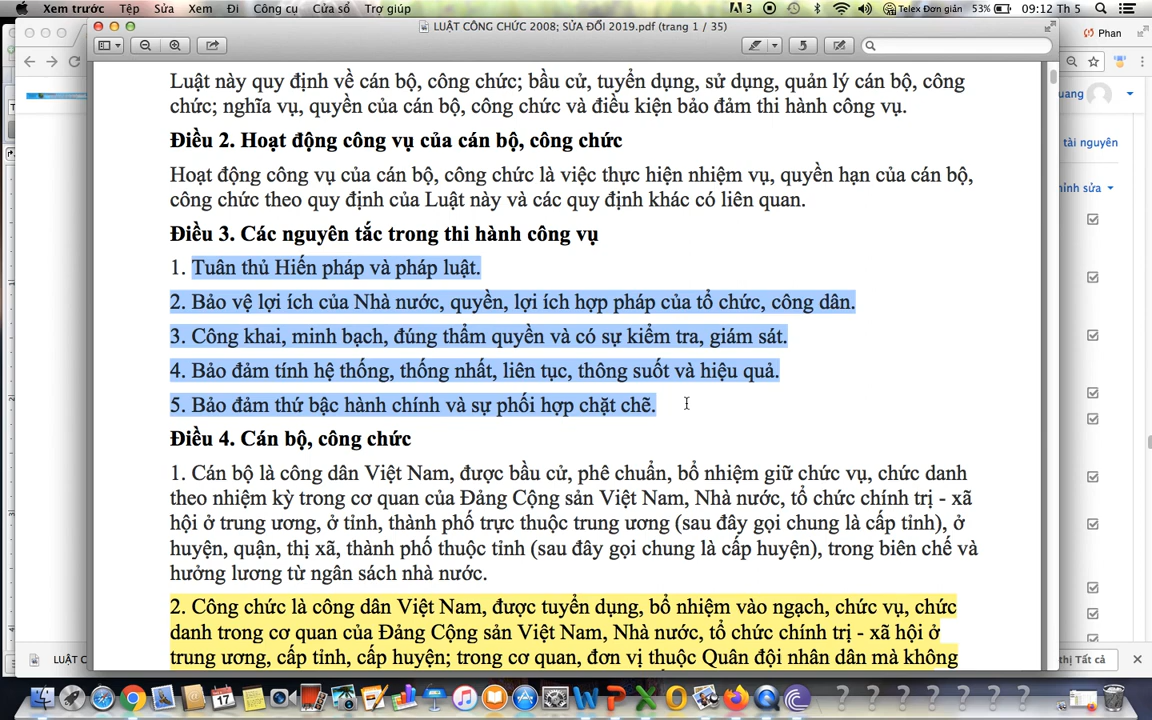 Xem trước Tệp Sửa Xem Đi Công cụ Cửa sổ Trợ giúp 3 Telex Đơn giản 53% 09:12 Th 5
LUẬT CÔNG CHỨC 2008; SỬA ĐỔI 2019.pdf (trang 1 / 35)
Phan
Luật này quy định về cán bộ, công chức; bầu cử, tuyển dụng, sử dụng, quản lý cán bộ, công
chức; nghĩa vụ, quyền của cán bộ, công chức và điều kiện bảo đảm thi hành công vụ.
uang
Điều 2. Hoạt động công vụ của cán bộ, công chức
tài nguyên
Hoạt động công vụ của cán bộ, công chức là việc thực hiện nhiệm vụ, quyền hạn của cán bộ,
công chức theo quy định của Luật này và các quy định khác có liên quan.
hỉnh sửa
Điều 3. Các nguyên tắc trong thi hành công vụ
1. Tuân thủ Hiến pháp và pháp luật.
2. Bảo vệ lợi ích của Nhà nước, quyền, lợi ích hợp pháp của tổ chức, công dân.
3. Công khai, minh bạch, đúng thẩm quyền và có sự kiểm tra, giám sát.
4. Bảo đảm tính hệ thống, thống nhất, liên tục, thông suốt và hiệu quả.
5. Bảo đảm thứ bậc hành chính và sự phối hợp chặt chẽ.
Điều 4. Cán bộ, công chức
1. Cán bộ là công dân Việt Nam, được bầu cử, phê chuẩn, bổ nhiệm giữ chức vụ, chức danh
theo nhiệm kỳ trong cơ quan của Đảng Cộng sản Việt Nam, Nhà nước, tổ chức chính trị - xã
hội ở trung ương, ở tỉnh, thành phố trực thuộc trung ương (sau đây gọi chung là cấp tỉnh), ở
huyện, quận, thị xã, thành phố thuộc tỉnh (sau đây gọi chung là cấp huyện), trong biên chế và
hưởng lương từ ngân sách nhà nước.
2. Công chức là công dân Việt Nam, được tuyển dụng, bổ nhiệm vào ngạch, chức vụ, chức
danh trong cơ quan của Đảng Cộng sản Việt Nam, Nhà nước, tổ chức chính trị - xã hội ở
trung ương, cấp tỉnh, cấp huyện; trong cơ quan, đơn vị thuộc Quân đội nhân dân mà không
LUẬT C
thị Tất cả
17